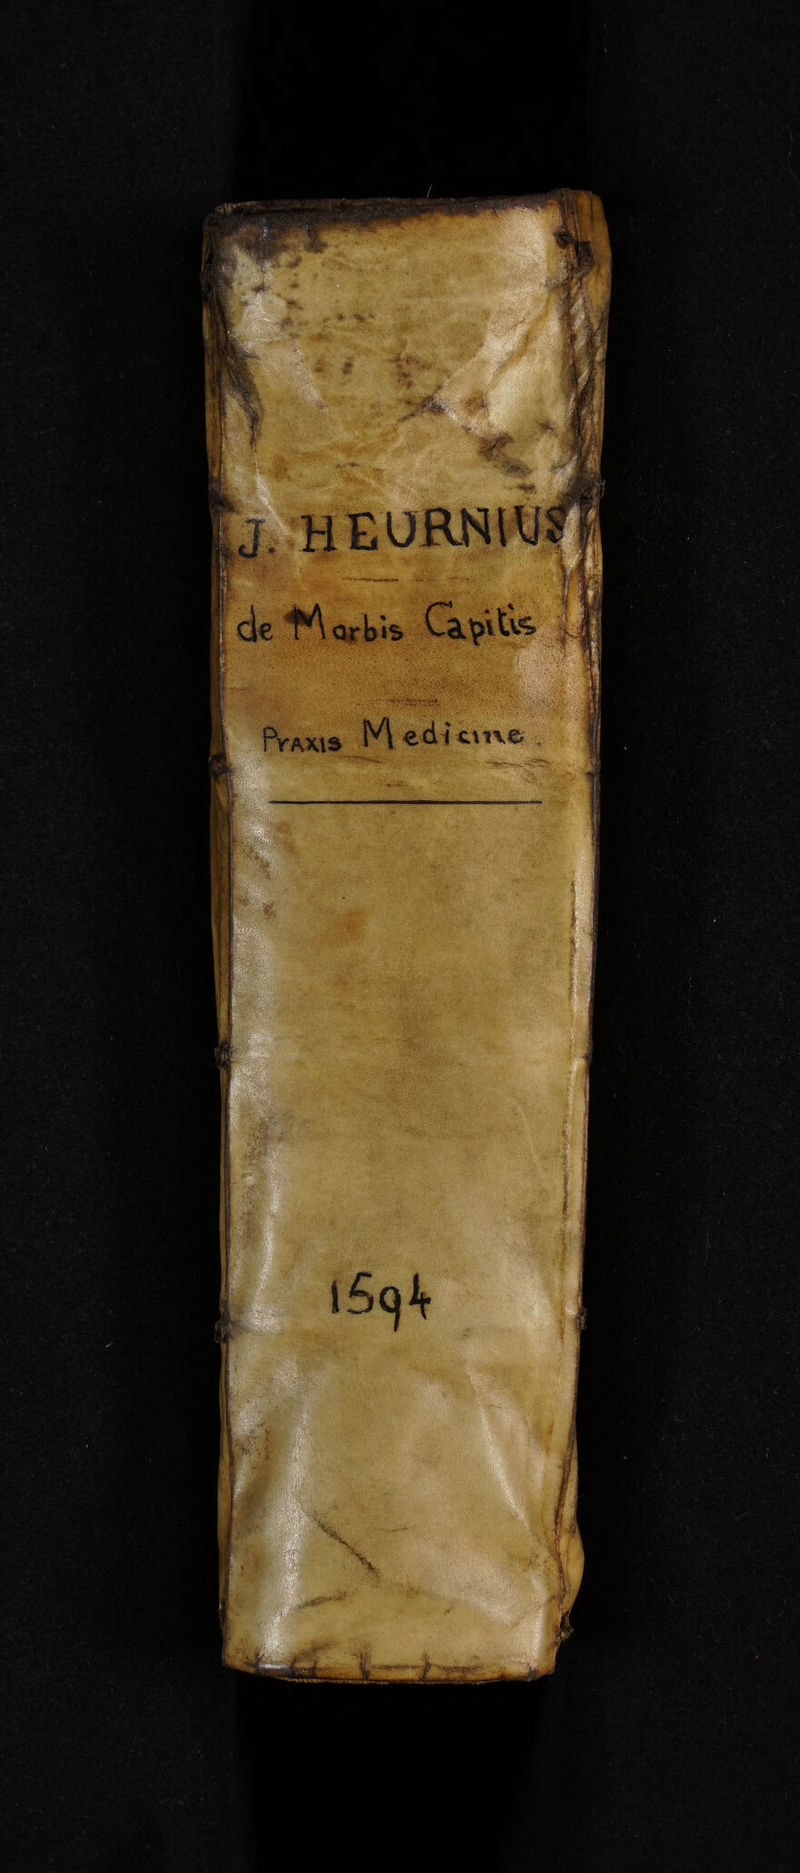 J. HEURNIUS
de Morbis Capitis
Praxis Medicine.
1594